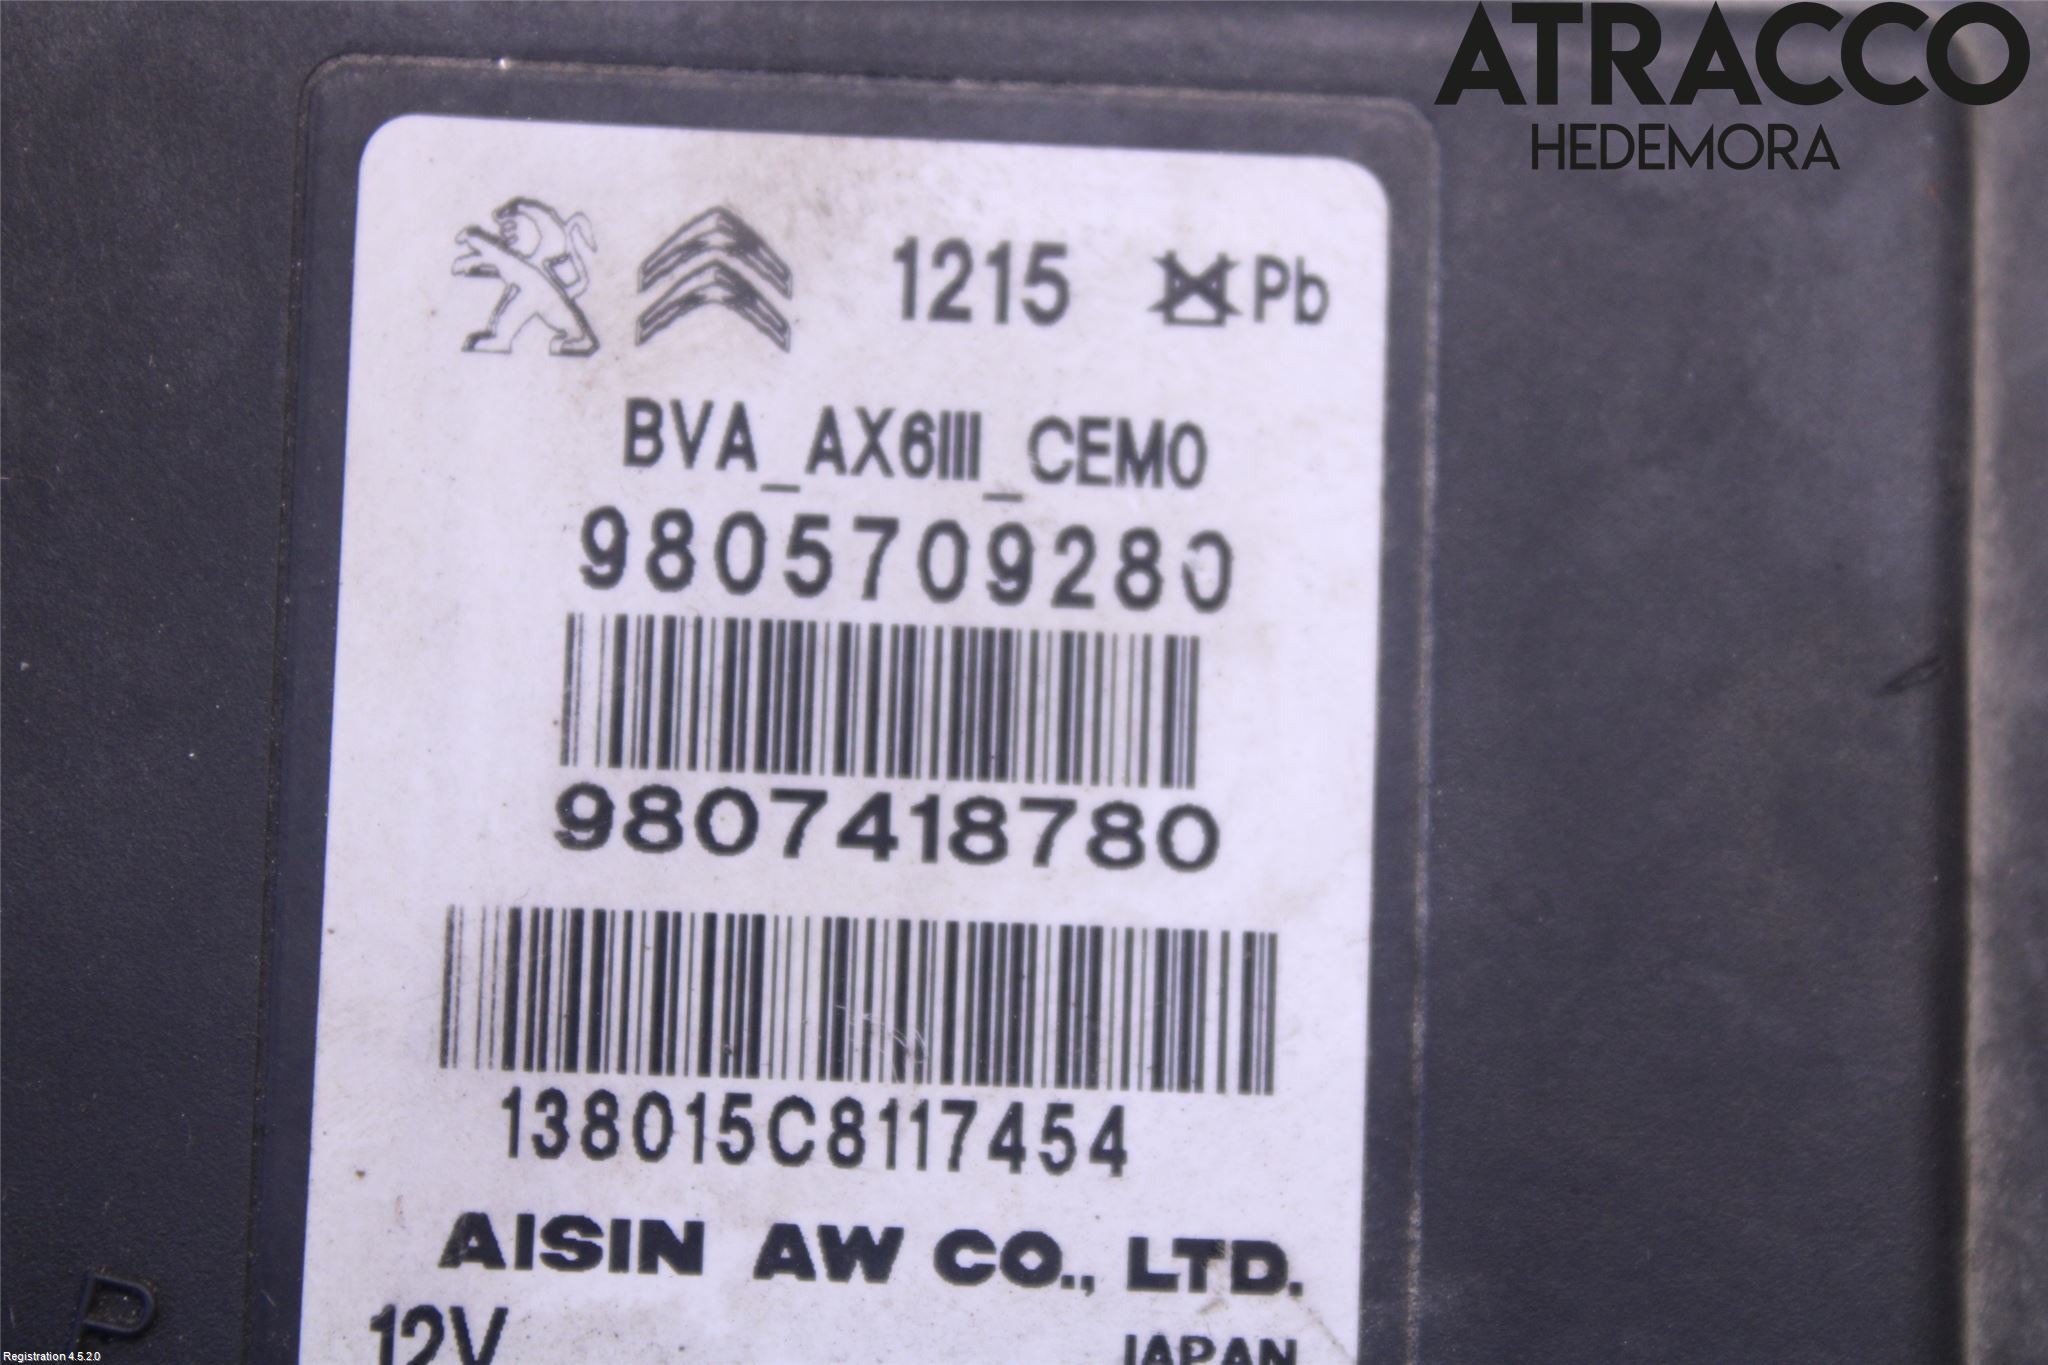 ATRACCO
HEDEMORA
1215 Pb
BVA_AX6III_CEM0
9805709280
9807418780
138015C8117454
AISIN AW CO., LTD.
12V
JAPAN
P
Registration 4.5.2.0